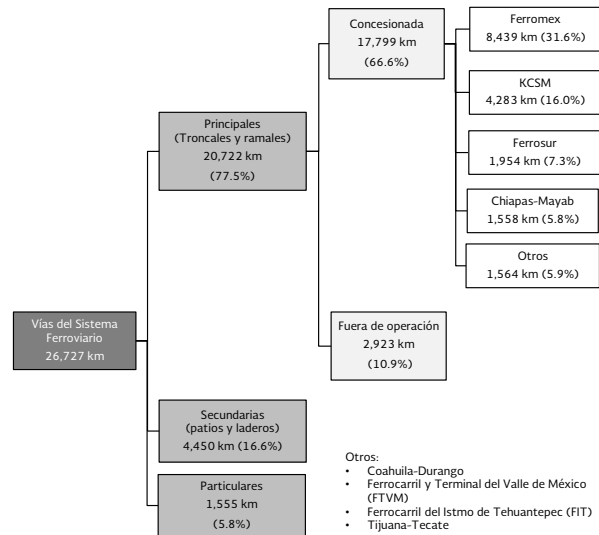 Vías del Sistema
Ferroviario
26,727 km
Principales
(Troncales y ramales)
20,722 km
(77.5%)
Secundarias
(patios y laderos)
4,450 km (16.6%)
Particulares
1,555 km
(5.8%)
Concesionada
17,799 km
(66.6%)
Fuera de operación
2,923 km
(10.9%)
Ferromex
8,439 km (31.6%)
KCSM
4,283 km (16.0%)
Ferrosur
1,954 km (7.3%)
Chiapas-Mayab
1,558 km (5.8%)
Otros
1,564 km (5.9%)
Otros:
• Coahuila-Durango
• Ferrocarril y Terminal del Valle de México
(FTVM)
• Ferrocarril del Istmo de Tehuantepec (FIT)
• Tijuana-Tecate